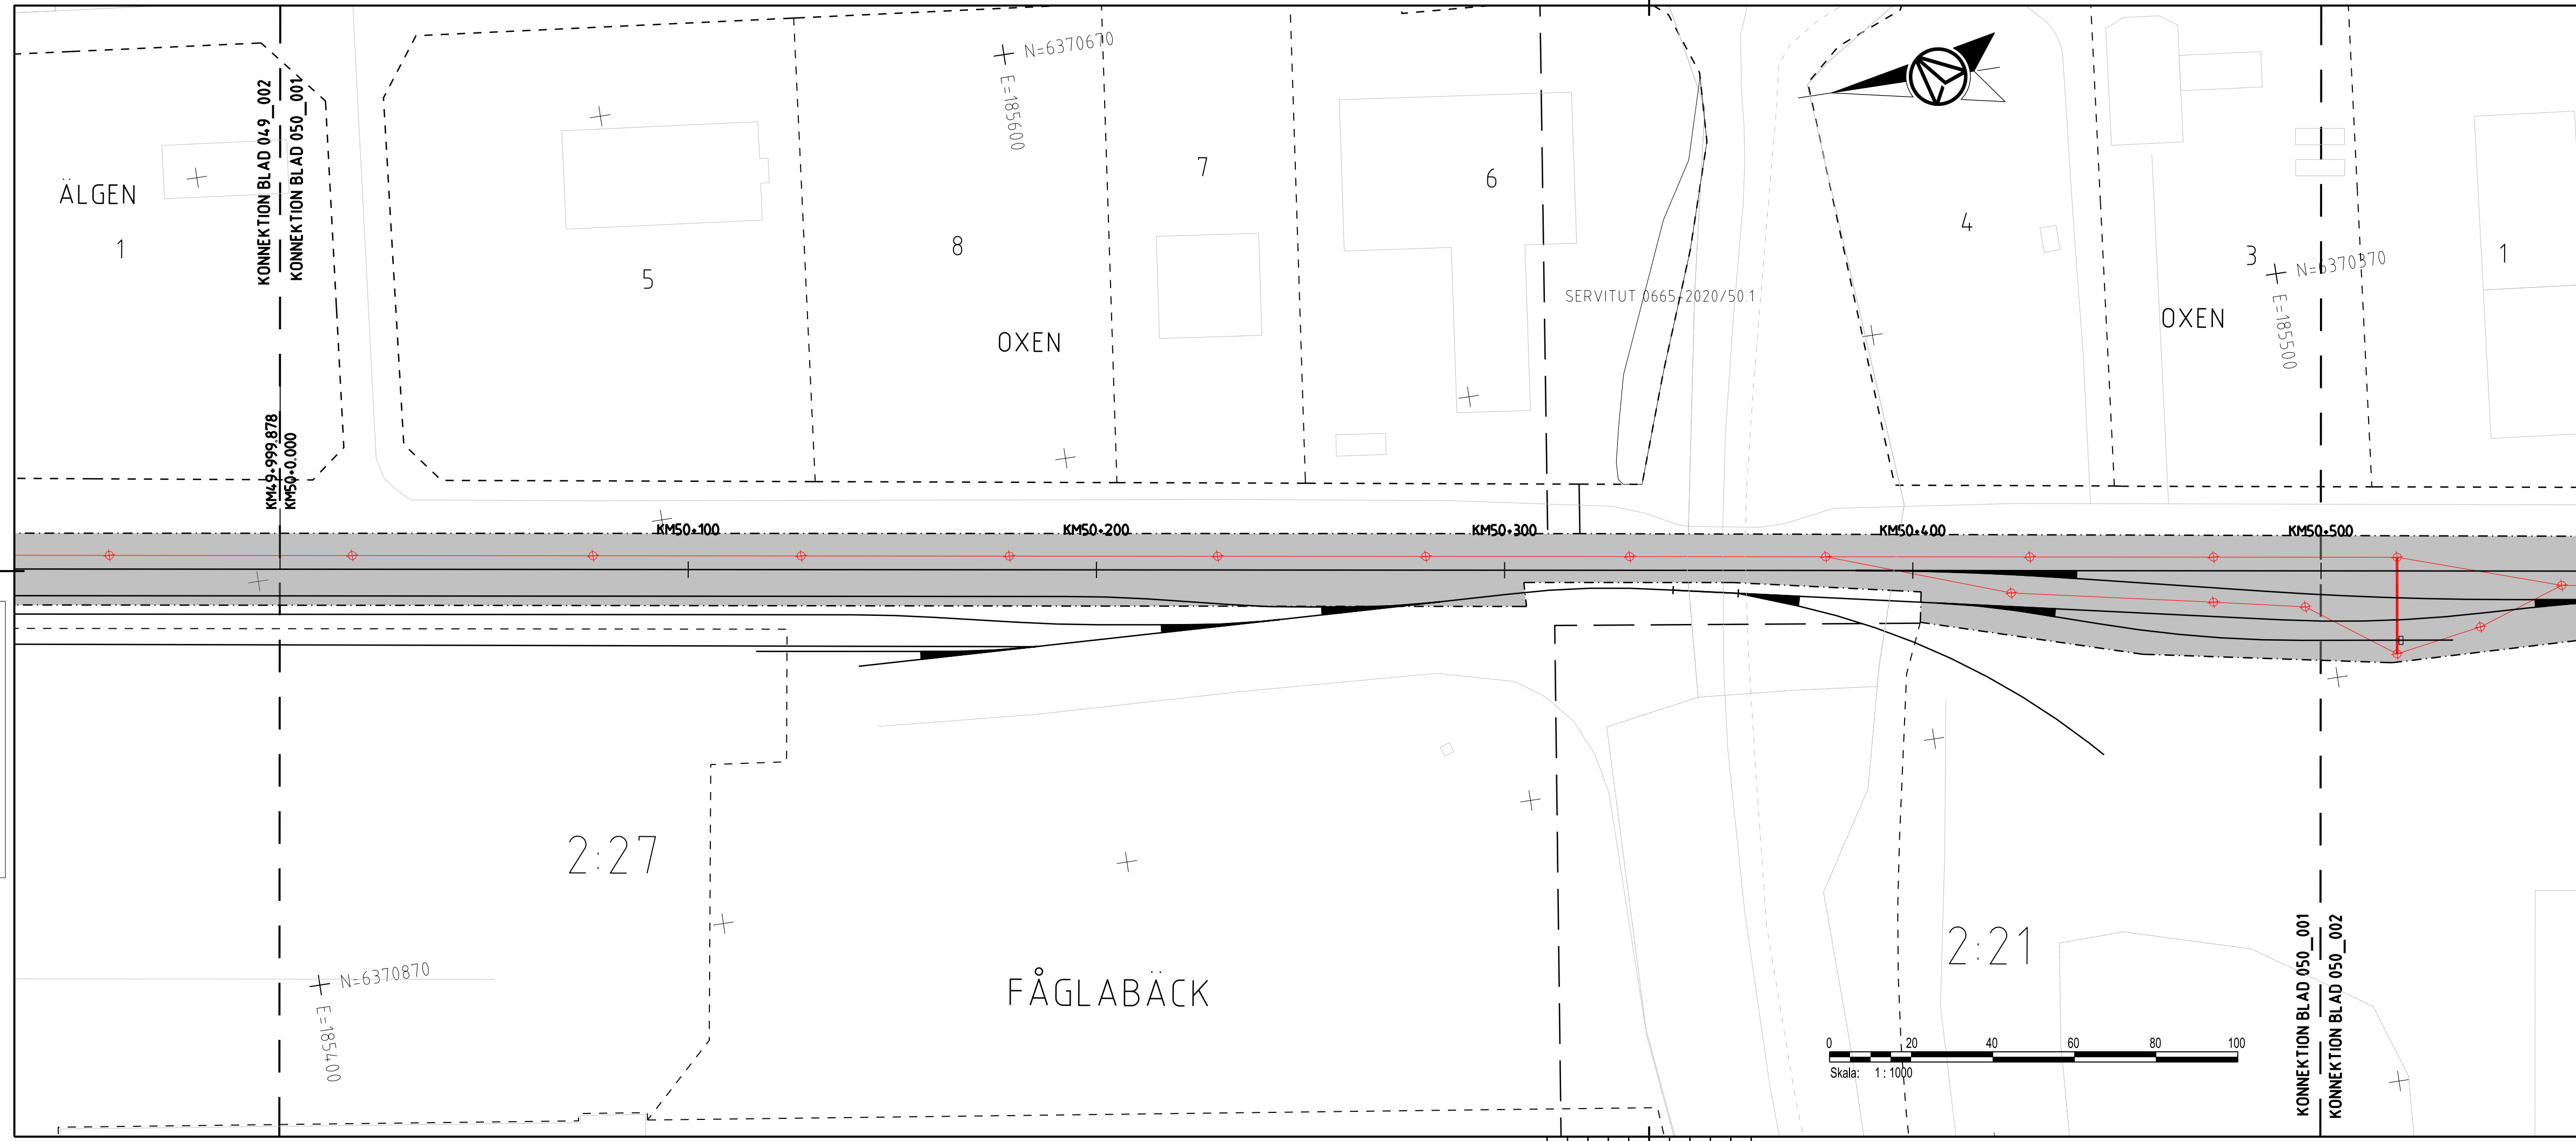 N=6370670
E=185600
KONNEKTION BLAD 049_002
KONNEKTION BLAD 050_001
ÄLGEN
1
5
8
7
6
4
3
1
SERVITUT 0665-2020/50.1
N=6370370
E=185500
OXEN
OXEN
KM49+999.878
KM50+0.000
KM50+100
KM50+200
KM50+300
KM50+400
KM50+500
2:27
2:21
FÅGLABÄCK
N=6370870
E=185400
KONNEKTION BLAD 050_001
KONNEKTION BLAD 050_002
0 20 40 60 80 100
Skala: 1 : 1000